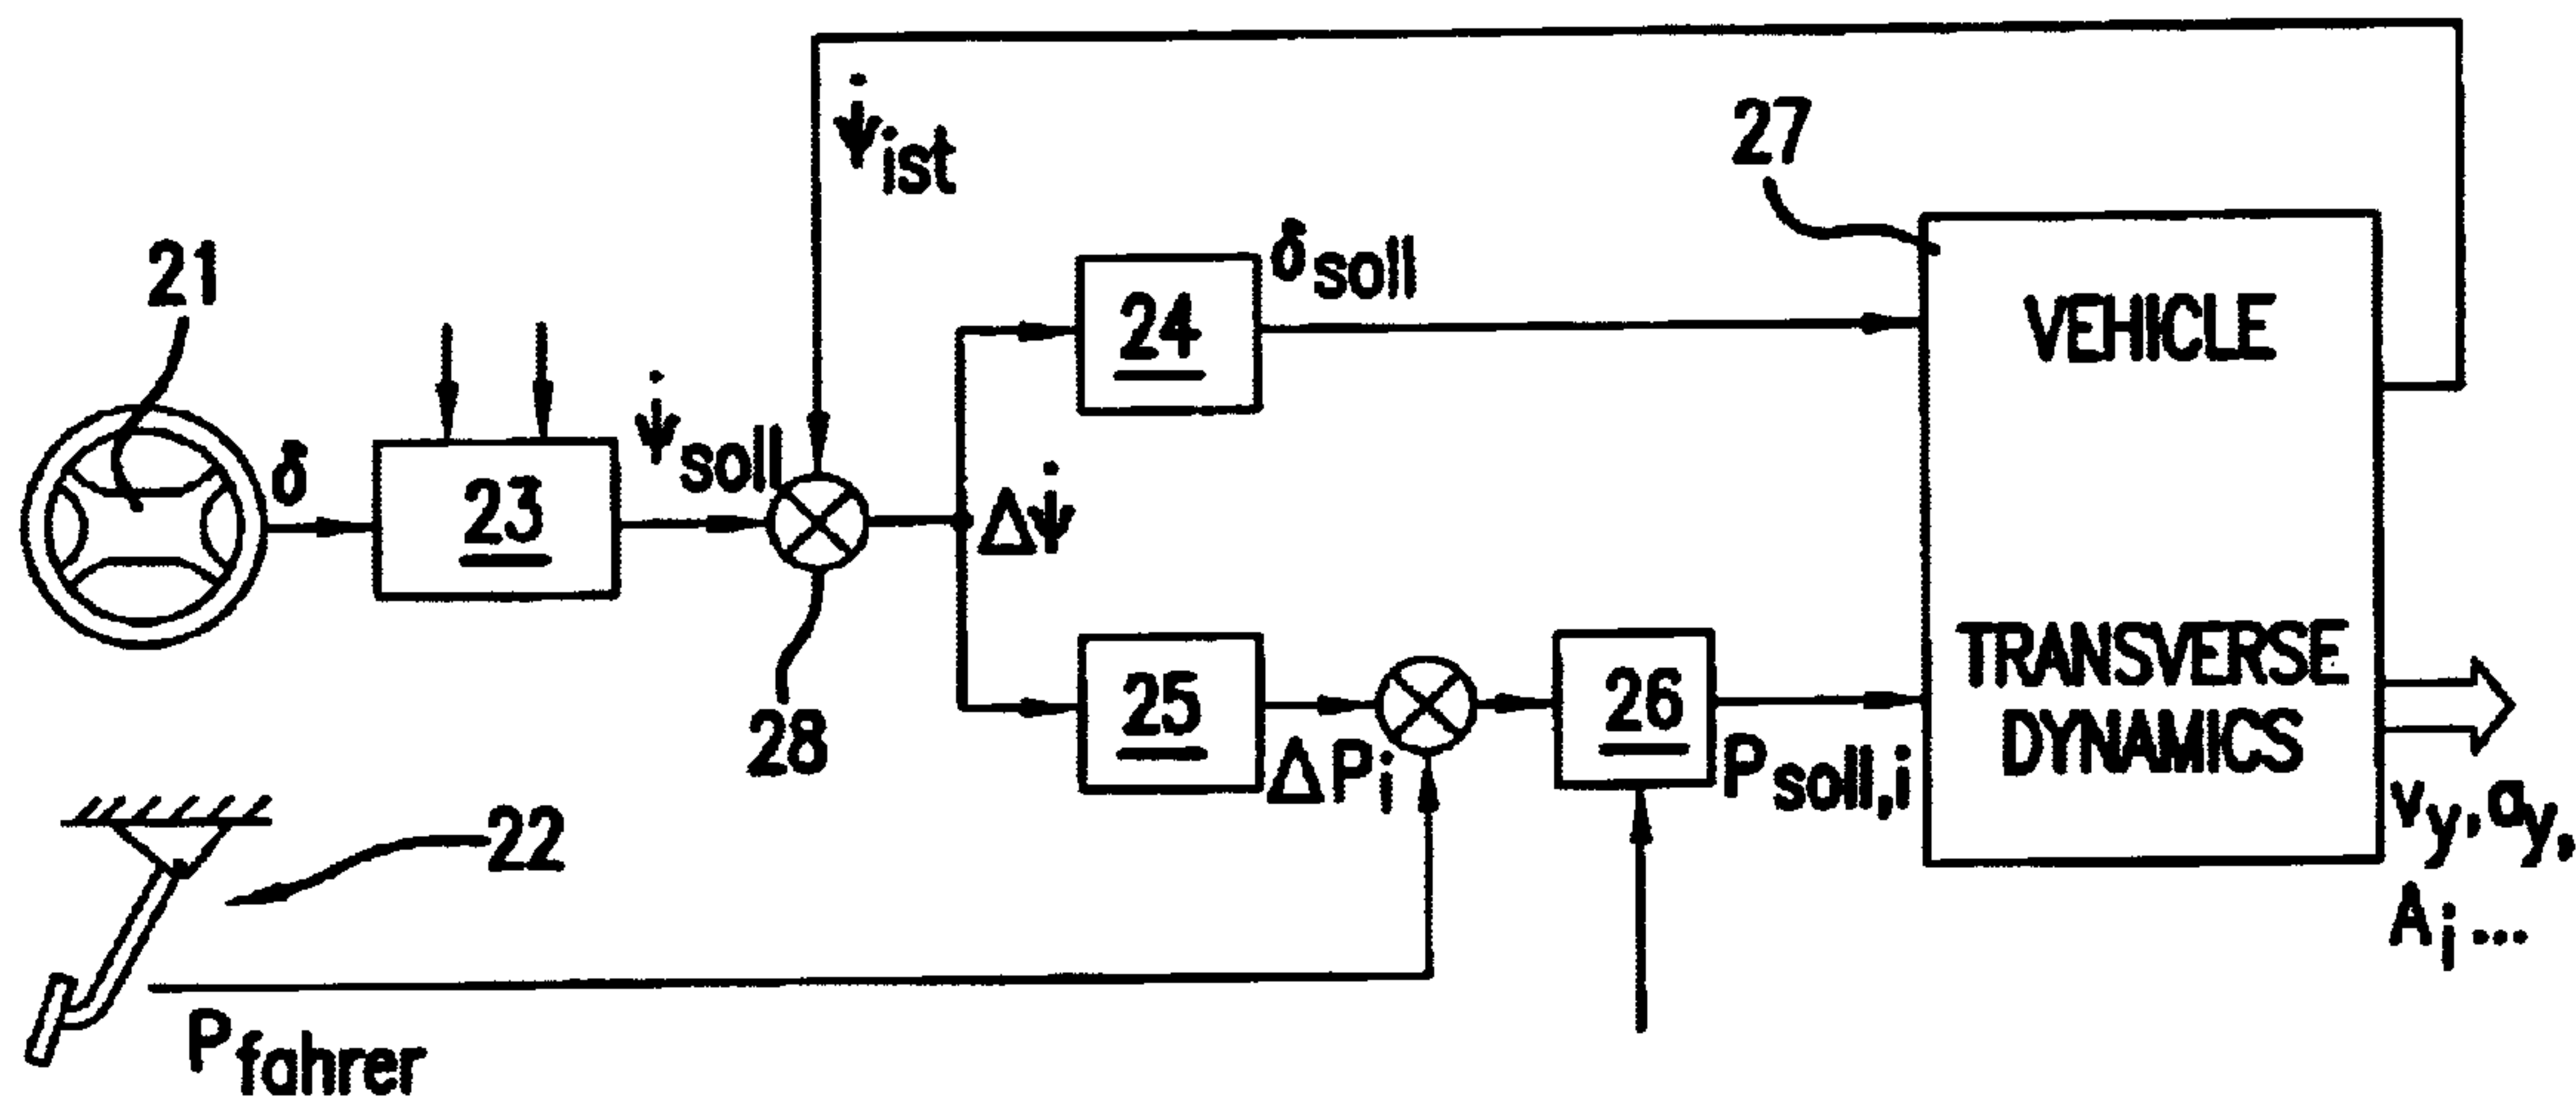 ψ̇ist
27
21
δsoll
24
VEHICLE
δ
23
ψ̇soll
Δψ̇
28
25
ΔPi
26
Psoll,i
TRANSVERSE
DYNAMICS
vy, ay,
Ai...
22
Pfahrer